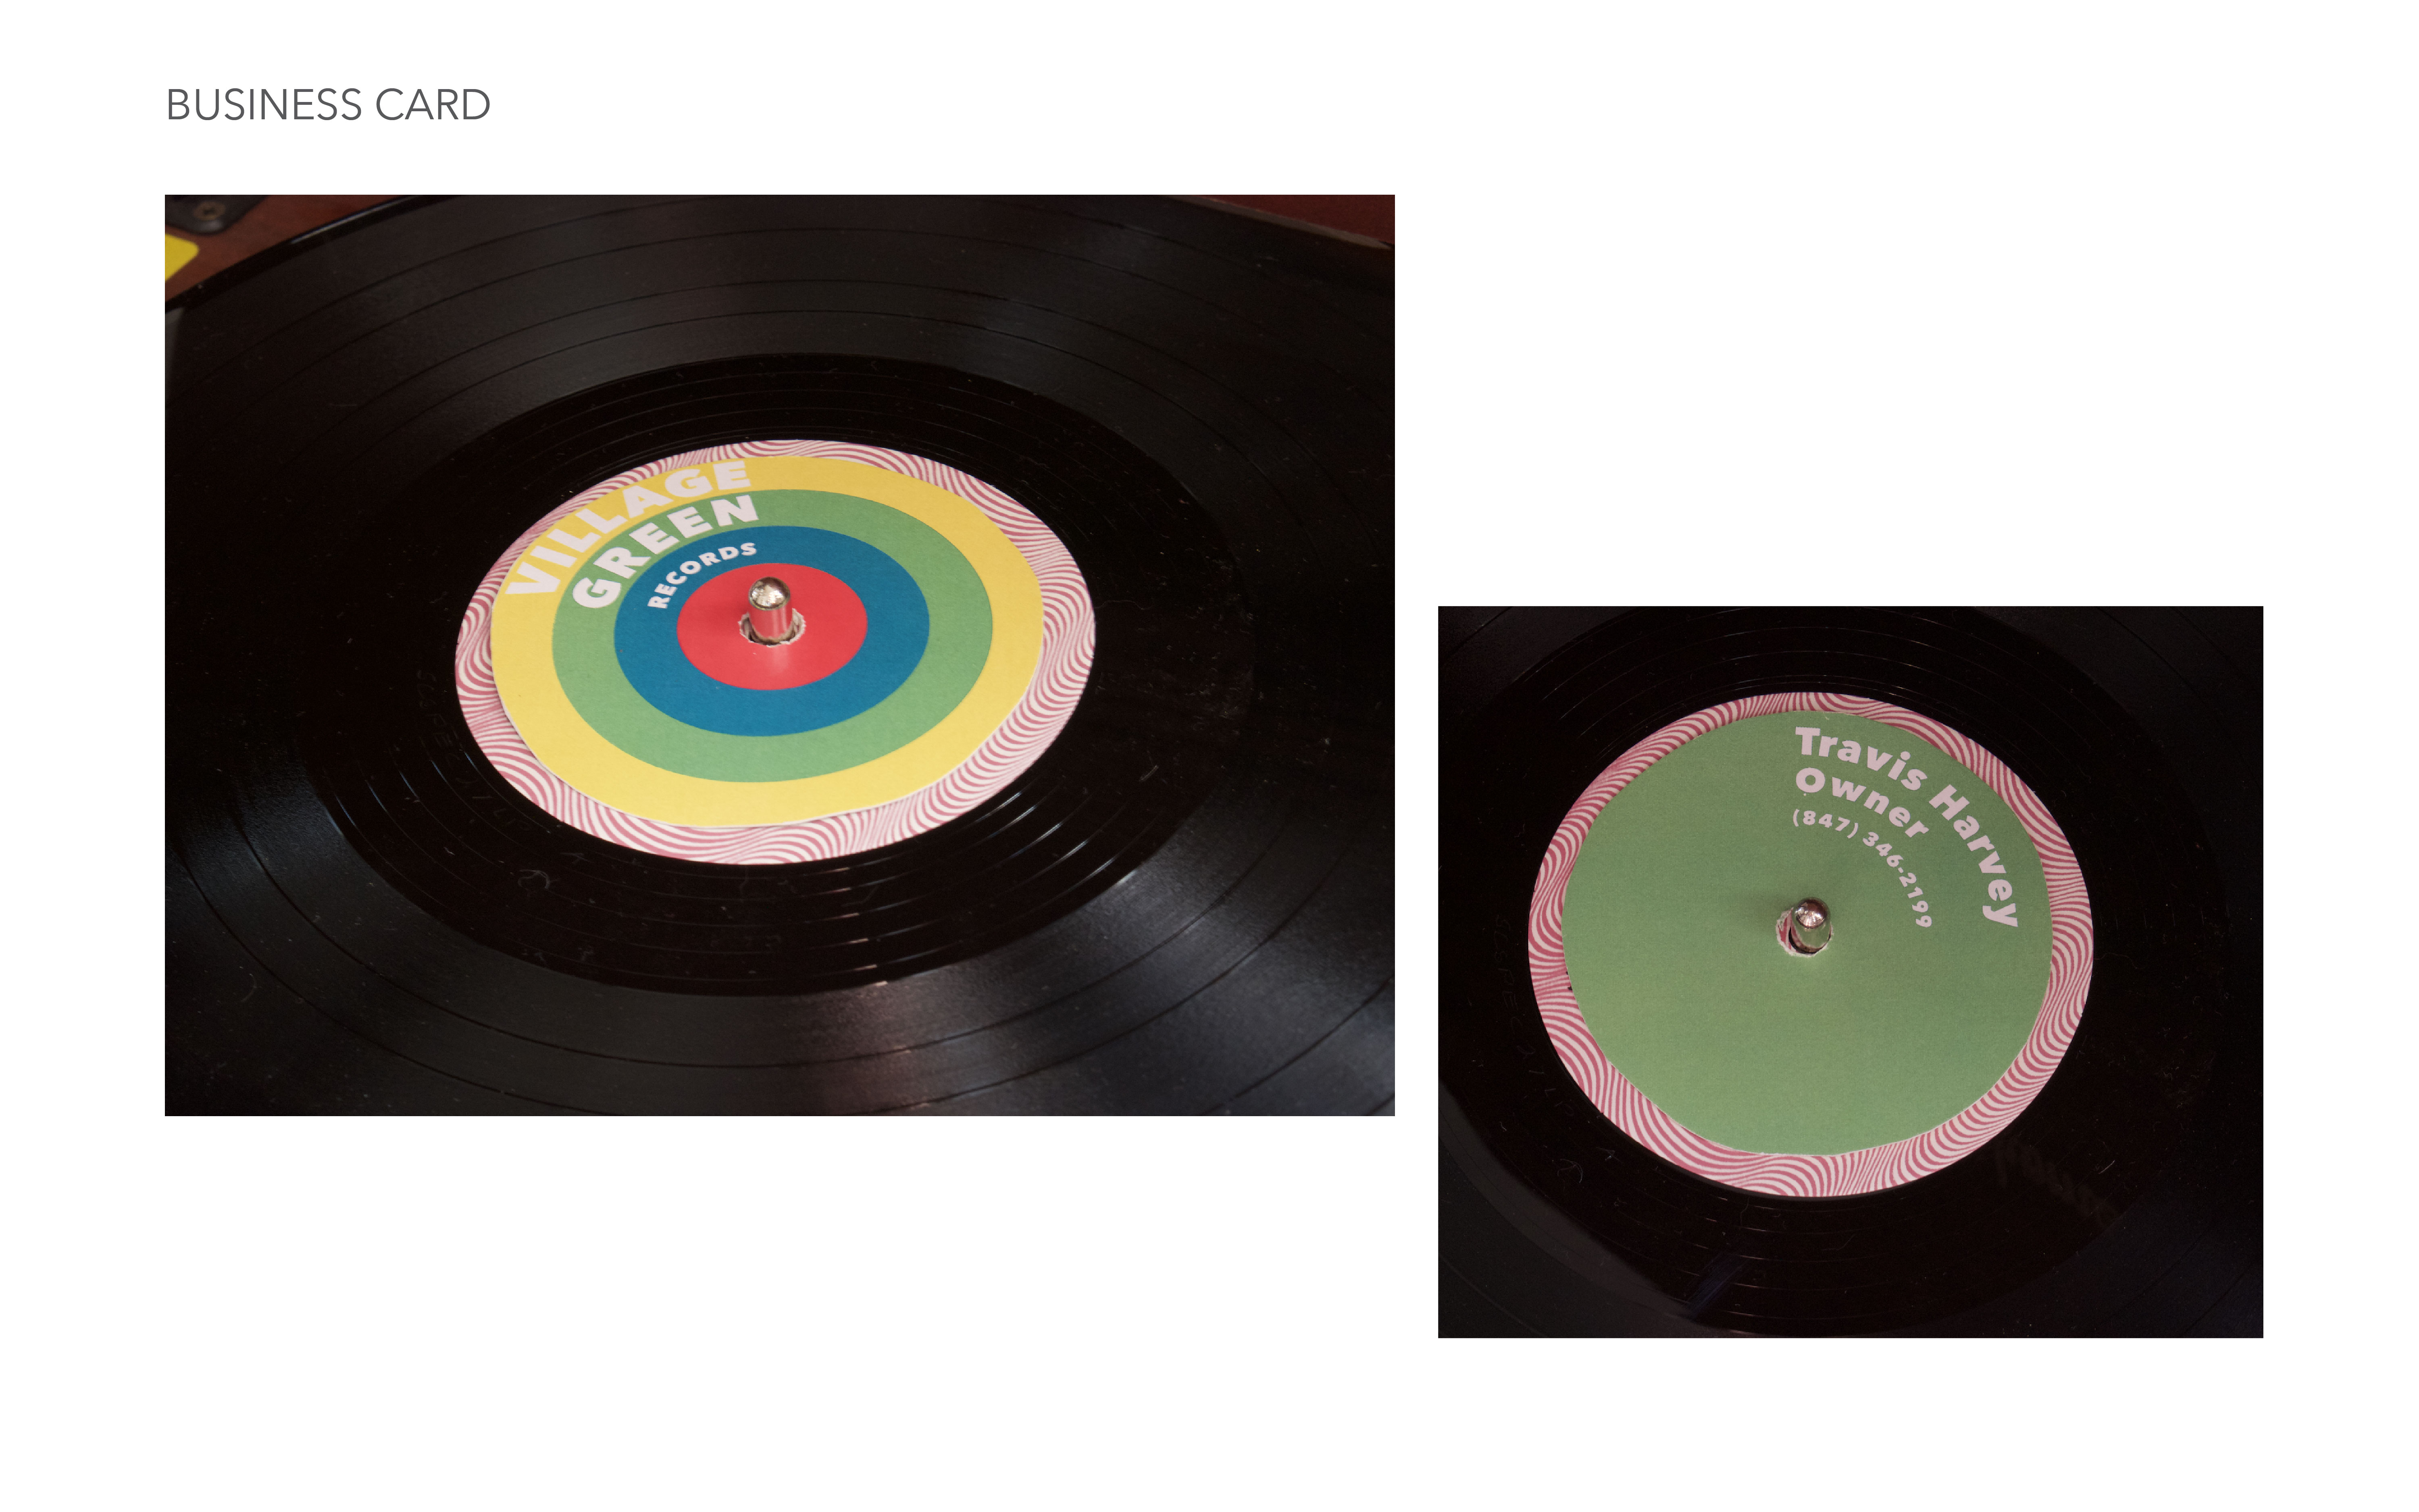 BUSINESS CARD
VILLAGE
GREEN
RECORDS
Travis Harvey
Owner
(847) 346-2199